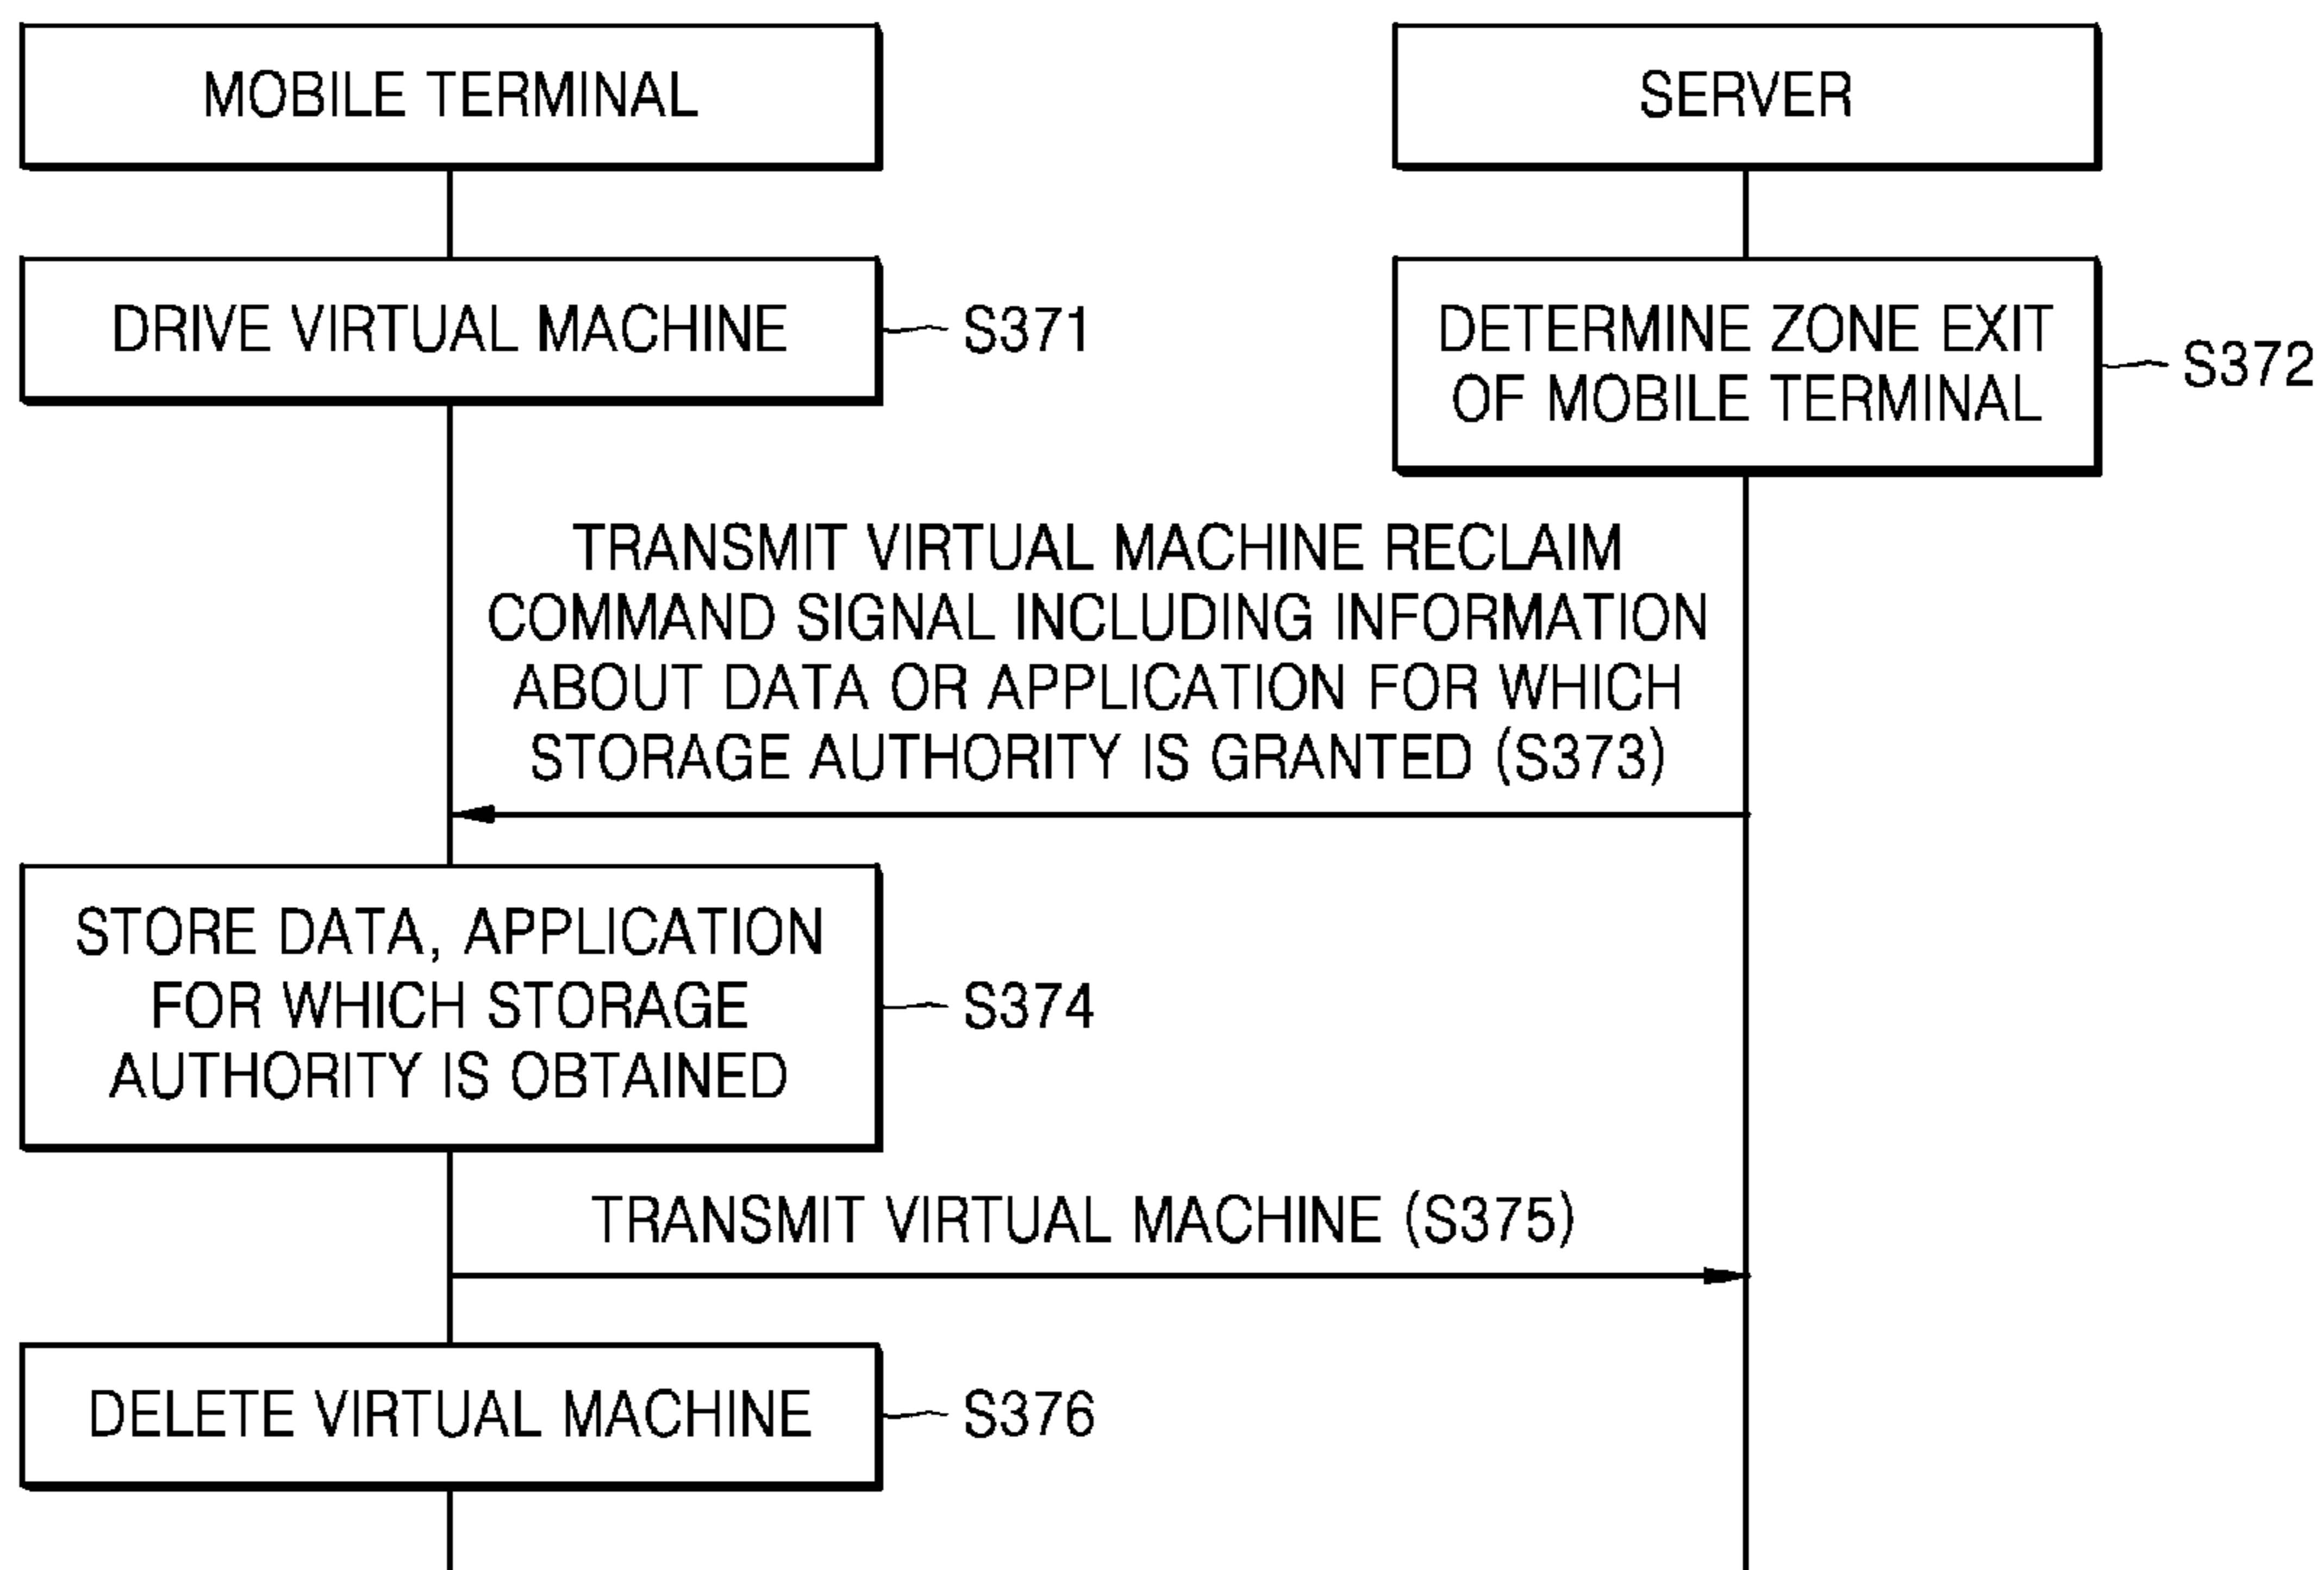 MOBILE TERMINAL
SERVER
DRIVE VIRTUAL MACHINE
S371
DETERMINE ZONE EXIT
OF MOBILE TERMINAL
S372
TRANSMIT VIRTUAL MACHINE RECLAIM
COMMAND SIGNAL INCLUDING INFORMATION
ABOUT DATA OR APPLICATION FOR WHICH
STORAGE AUTHORITY IS GRANTED (S373)
STORE DATA, APPLICATION
FOR WHICH STORAGE
AUTHORITY IS OBTAINED
S374
TRANSMIT VIRTUAL MACHINE (S375)
DELETE VIRTUAL MACHINE
S376